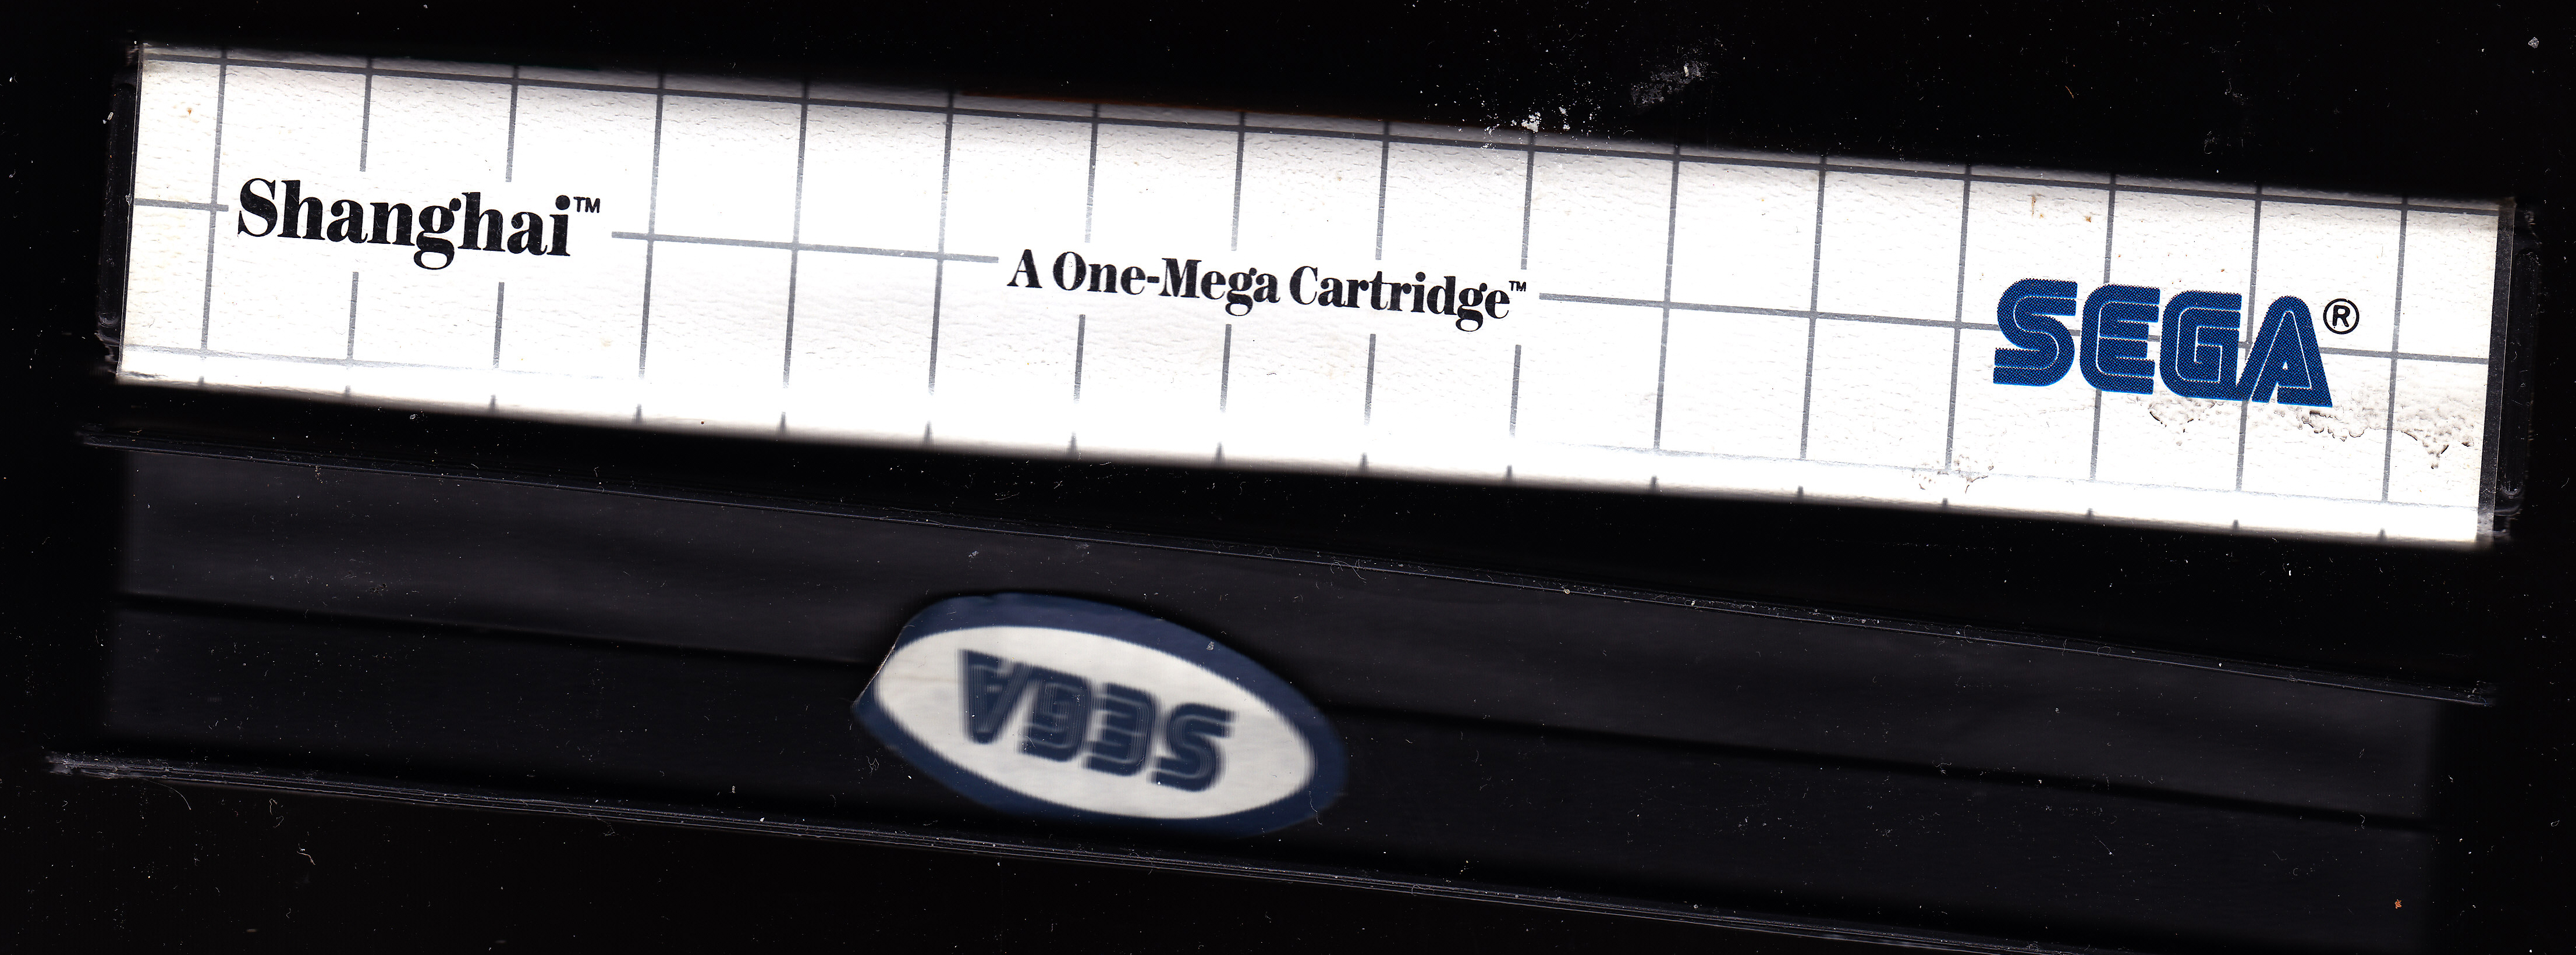 Shanghai™
A One-Mega Cartridge™
SEGA®
SEGA